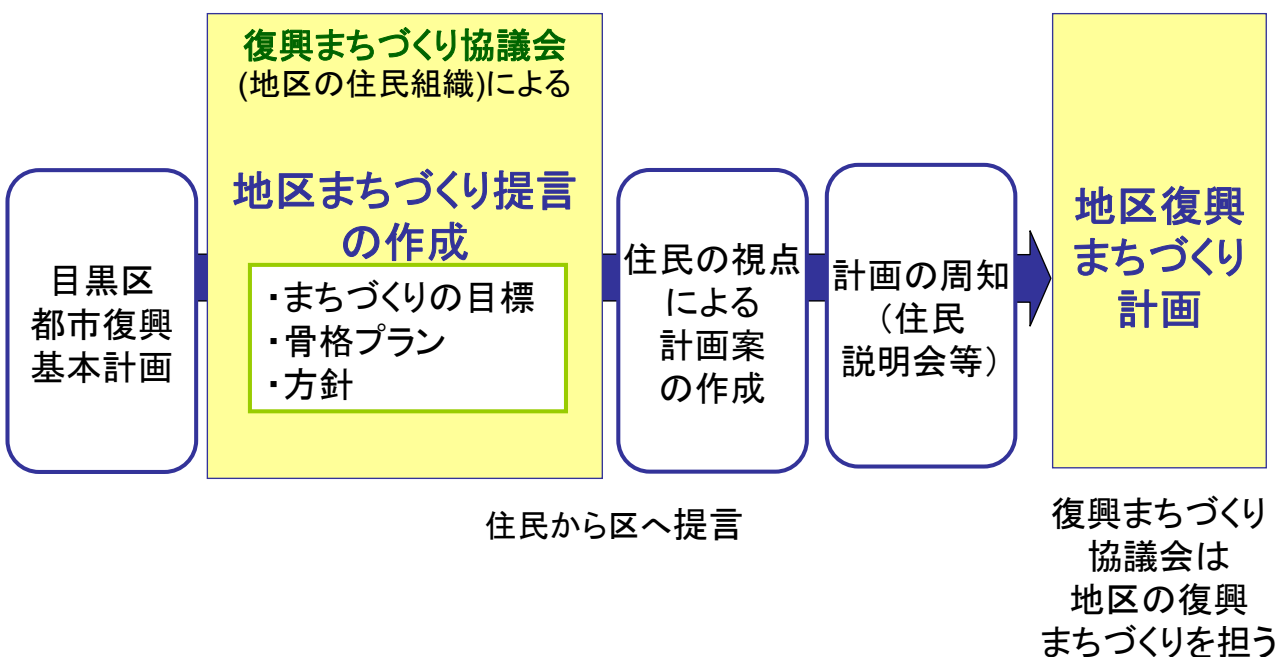 復興まちづくり協議会
(地区の住民組織)による
地区まちづくり提言
の作成
・まちづくりの目標
・骨格プラン
・方針
目黒区
都市復興
基本計画
住民の視点
による
計画案
の作成
計画の周知
（住民
説明会等）
地区復興
まちづくり
計画
住民から区へ提言
復興まちづくり
協議会は
地区の復興
まちづくりを担う